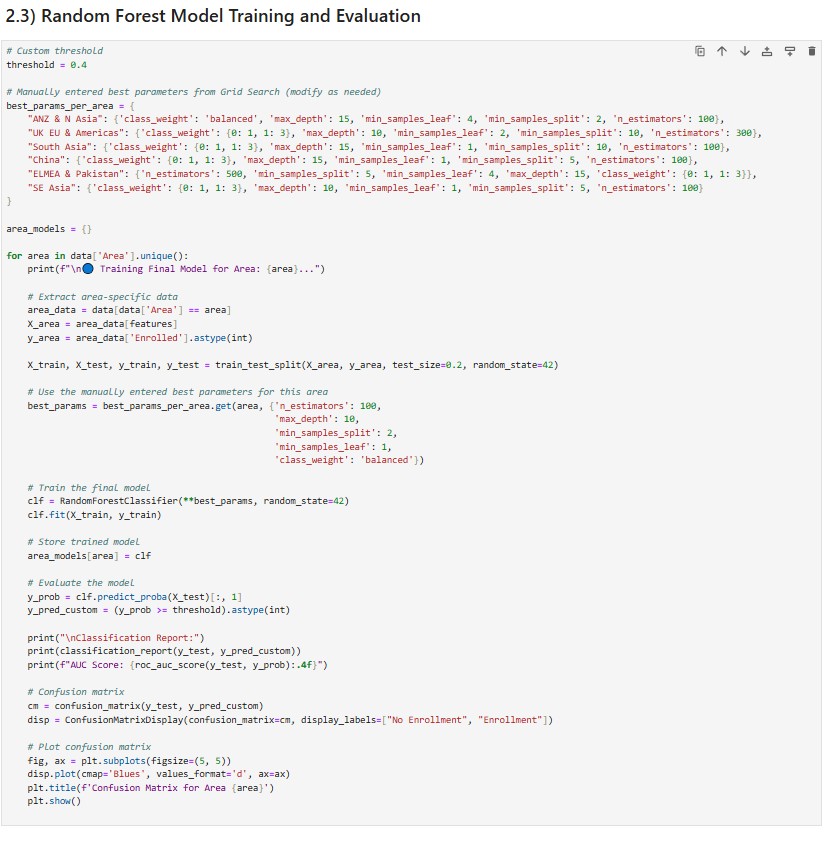 2.3) Random Forest Model Training and Evaluation
# Custom threshold
threshold = 0.4
# Manually entered best parameters from Grid Search (modify as needed)
best_params_per_area = {
    "ANZ & N Asia": {'class_weight': 'balanced', 'max_depth': 15, 'min_samples_leaf': 4, 'min_samples_split': 2, 'n_estimators': 100},
    "UK EU & Americas": {'class_weight': {0: 1, 1: 3}, 'max_depth': 10, 'min_samples_leaf': 2, 'min_samples_split': 10, 'n_estimators': 300},
    "South Asia": {'class_weight': {0: 1, 1: 3}, 'max_depth': 15, 'min_samples_leaf': 1, 'min_samples_split': 10, 'n_estimators': 100},
    "China": {'class_weight': {0: 1, 1: 3}, 'max_depth': 15, 'min_samples_leaf': 1, 'min_samples_split': 5, 'n_estimators': 100},
    "ELMEA & Pakistan": {'n_estimators': 500, 'min_samples_split': 5, 'min_samples_leaf': 4, 'max_depth': 15, 'class_weight': {0: 1, 1: 3}},
    "SE Asia": {'class_weight': {0: 1, 1: 3}, 'max_depth': 10, 'min_samples_leaf': 1, 'min_samples_split': 5, 'n_estimators': 100}
}
area_models = {}
for area in data['Area'].unique():
    print(f"\n🔵 Training Final Model for Area: {area}...")
    # Extract area-specific data
    area_data = data[data['Area'] == area]
    X_area = area_data[features]
    y_area = area_data['Enrolled'].astype(int)
    X_train, X_test, y_train, y_test = train_test_split(X_area, y_area, test_size=0.2, random_state=42)
    # Use the manually entered best parameters for this area
    best_params = best_params_per_area.get(area, {'n_estimators': 100,
                                                  'max_depth': 10,
                                                  'min_samples_split': 2,
                                                  'min_samples_leaf': 1,
                                                  'class_weight': 'balanced'})
    # Train the final model
    clf = RandomForestClassifier(**best_params, random_state=42)
    clf.fit(X_train, y_train)
    # Store trained model
    area_models[area] = clf
    # Evaluate the model
    y_prob = clf.predict_proba(X_test)[:, 1]
    y_pred_custom = (y_prob >= threshold).astype(int)
    print("\nClassification Report:")
    print(classification_report(y_test, y_pred_custom))
    print(f"AUC Score: {roc_auc_score(y_test, y_prob):.4f}")
    # Confusion matrix
    cm = confusion_matrix(y_test, y_pred_custom)
    disp = ConfusionMatrixDisplay(confusion_matrix=cm, display_labels=["No Enrollment", "Enrollment"])
    # Plot confusion matrix
    fig, ax = plt.subplots(figsize=(5, 5))
    disp.plot(cmap='Blues', values_format='d', ax=ax)
    plt.title(f'Confusion Matrix for Area {area}')
    plt.show()